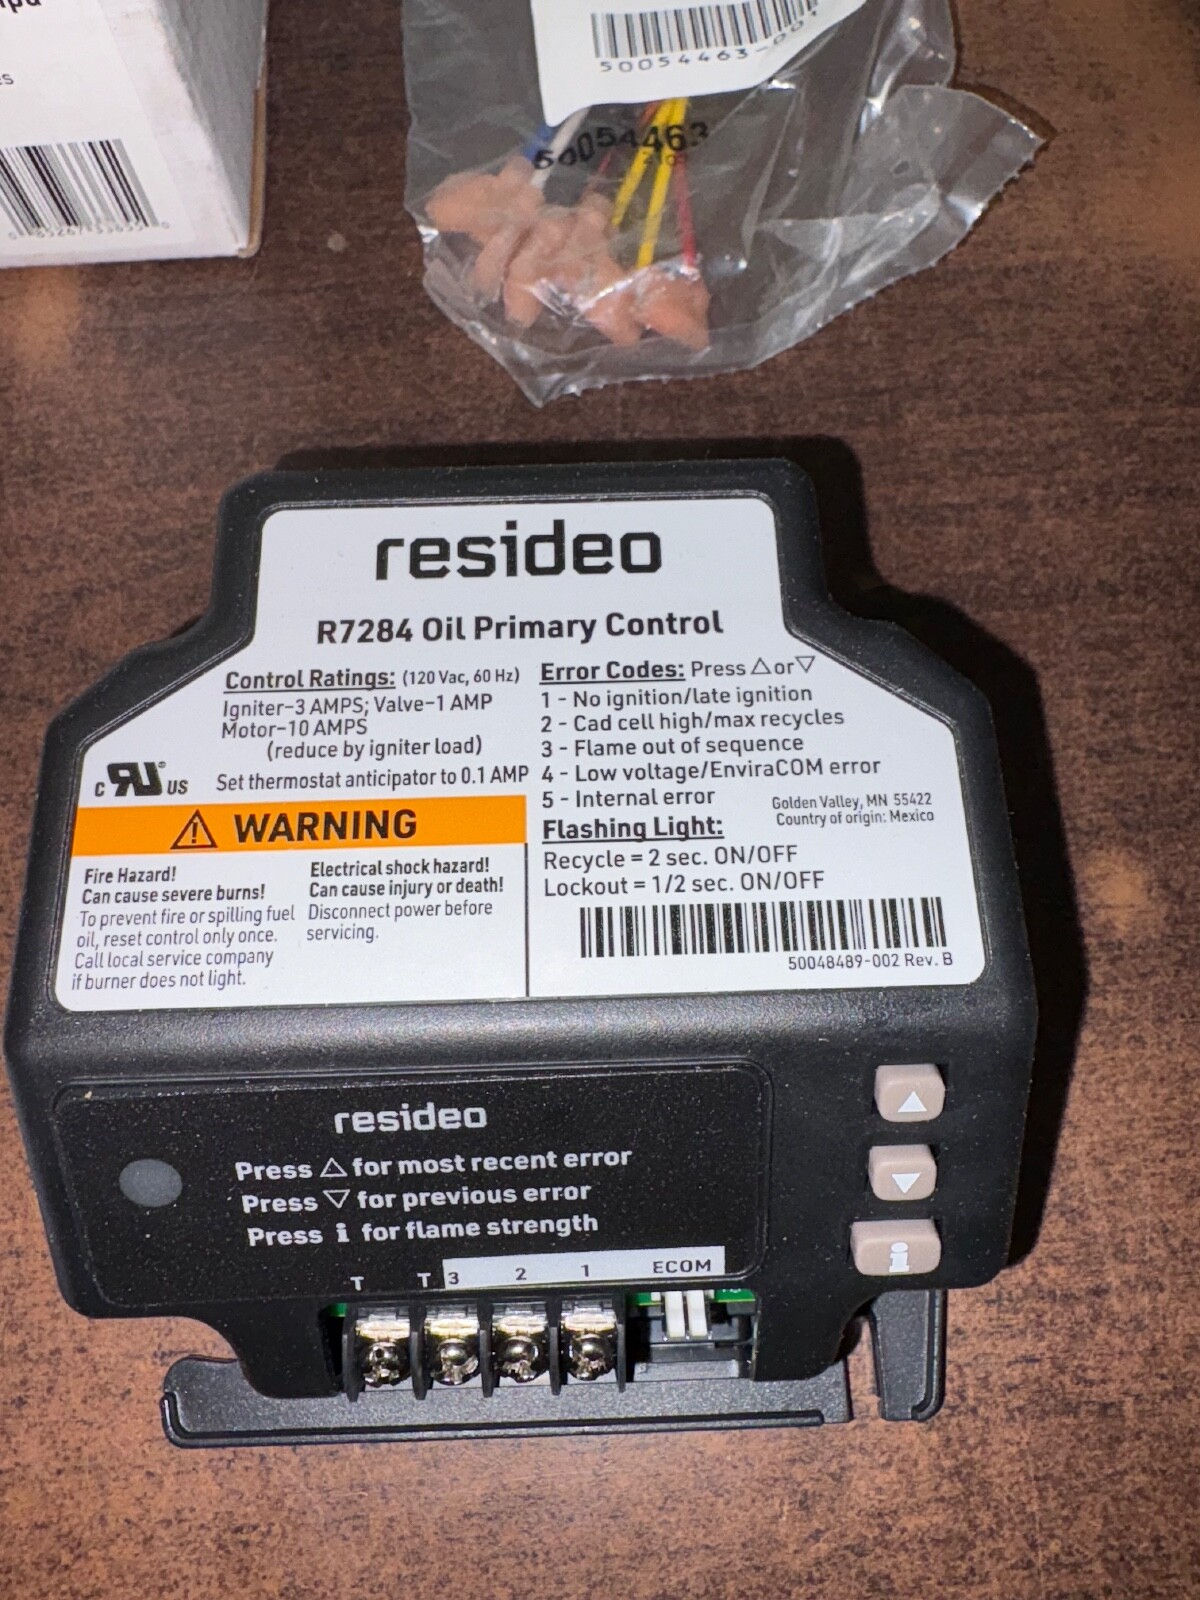 50054463-001
50054463
resideo
R7284 Oil Primary Control
Control Ratings: (120 Vac, 60 Hz)
Igniter-3 AMPS; Valve-1 AMP
Motor-10 AMPS
(reduce by igniter load)
Set thermostat anticipator to 0.1 AMP
C RU ® US
WARNING
Fire Hazard!
Can cause severe burns!
To prevent fire or spilling fuel
oil, reset control only once.
Call local service company
if burner does not light.
Electrical shock hazard!
Can cause injury or death!
Disconnect power before
servicing.
Error Codes: Press △ or ▽
1 - No ignition/late ignition
2 - Cad cell high/max recycles
3 - Flame out of sequence
4 - Low voltage/EnviraCOM error
5 - Internal error
Golden Valley, MN 55422
Country of origin: Mexico
Flashing Light:
Recycle = 2 sec. ON/OFF
Lockout = 1/2 sec. ON/OFF
50048489-002 Rev. B
resideo
Press △ for most recent error
Press ▽ for previous error
Press i for flame strength
T T 3 2 1 ECOM
i